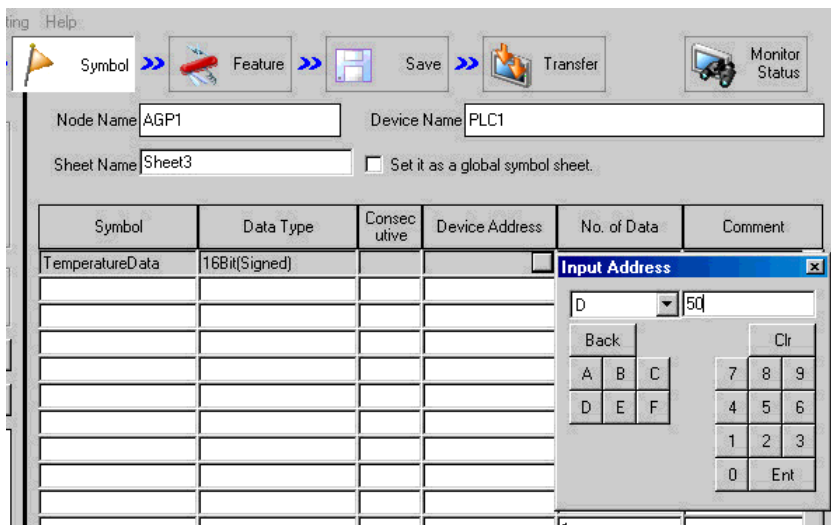 ting Help
Symbol Feature Save Transfer Monitor Status
Node Name AGP1 Device Name PLC1
Sheet Name Sheet3 Set it as a global symbol sheet.
Symbol Data Type Consecutive Device Address No. of Data Comment
TemperatureData 16Bit(Signed)
Input Address
D 50
Back Clr
A B C 7 8 9
D E F 4 5 6
1 2 3
0 Ent